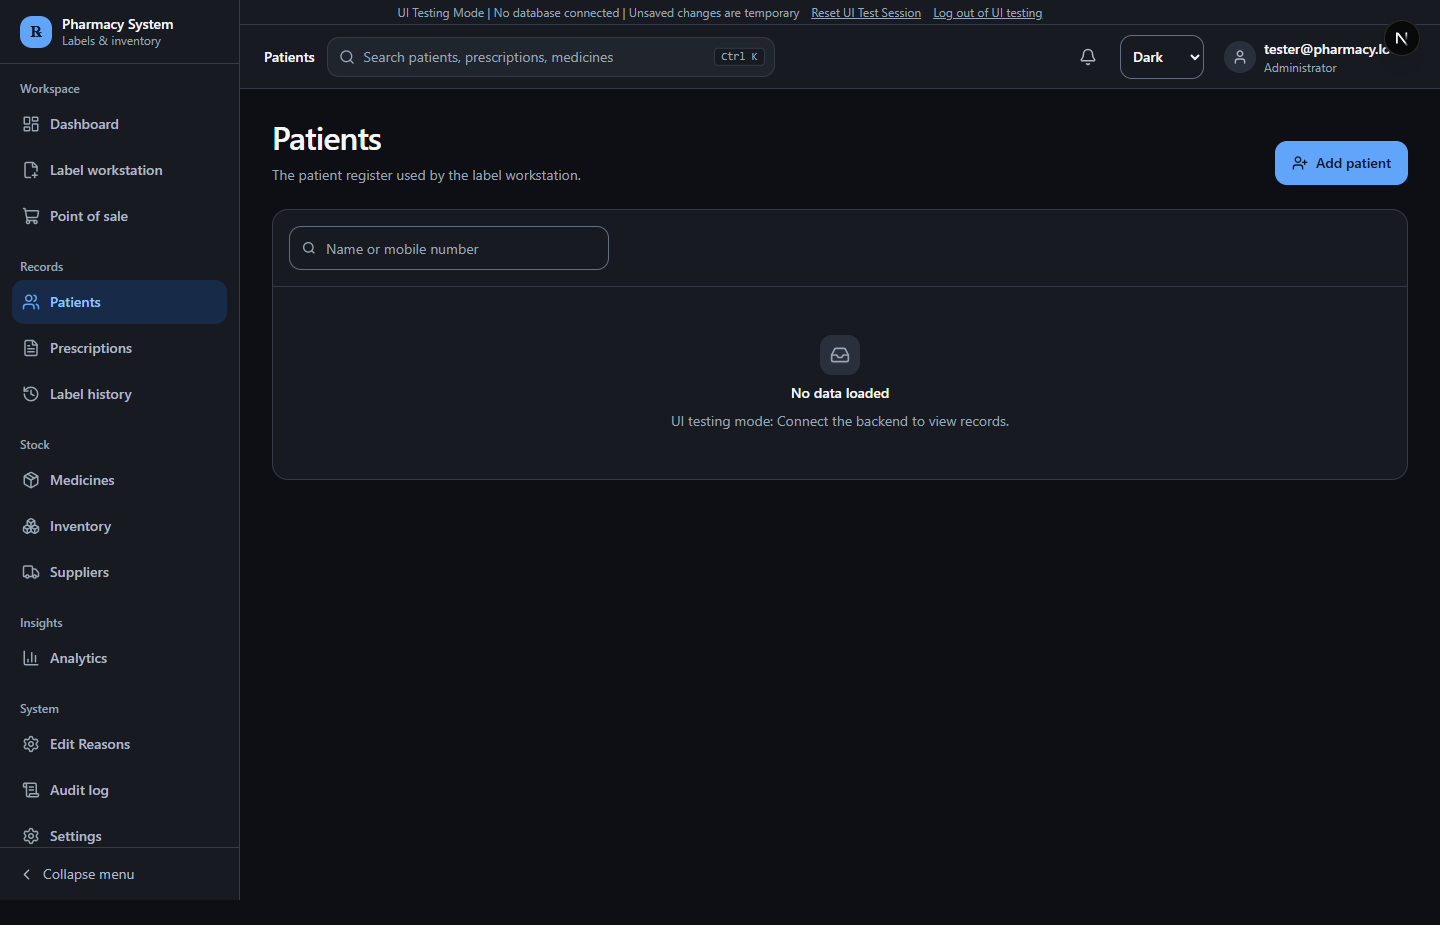 ℞
Pharmacy System
Labels & inventory
Workspace
Dashboard
Label workstation
Point of sale
Records
Patients
Prescriptions
Label history
Stock
Medicines
Inventory
Suppliers
Insights
Analytics
System
Edit Reasons
Audit log
Settings
Collapse menu
UI Testing Mode | No database connected | Unsaved changes are temporary Reset UI Test Session Log out of UI testing
Patients
Search patients, prescriptions, medicines Ctrl K
Dark
tester@pharmacy.lo
Administrator
N
Patients
The patient register used by the label workstation.
Add patient
Name or mobile number
No data loaded
UI testing mode: Connect the backend to view records.